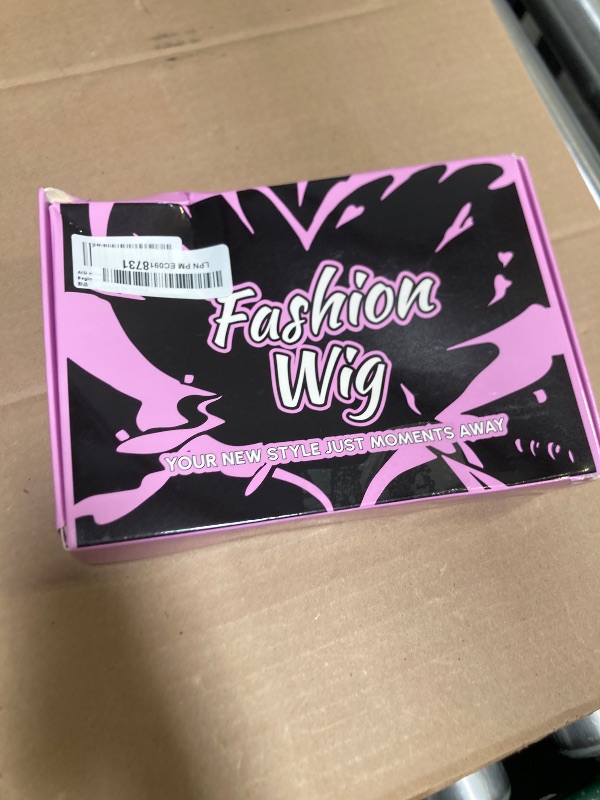 LPN PM EC0918731
Fashion
Wig
YOUR NEW STYLE JUST MOMENTS AWAY